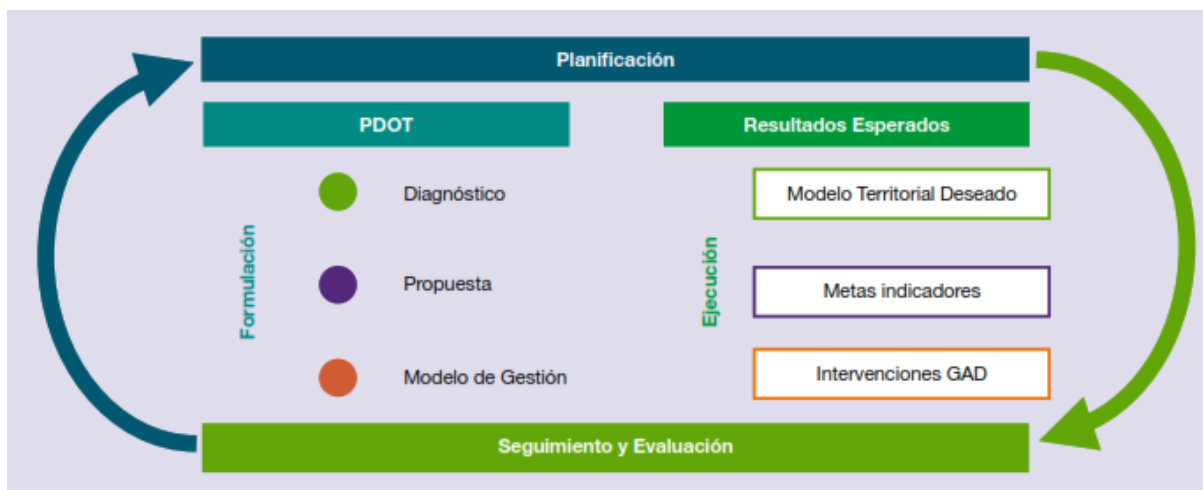 Planificación
PDOT
Resultados Esperados
Formulación
Diagnóstico
Propuesta
Modelo de Gestión
Ejecución
Modelo Territorial Deseado
Metas indicadores
Intervenciones GAD
Seguimiento y Evaluación